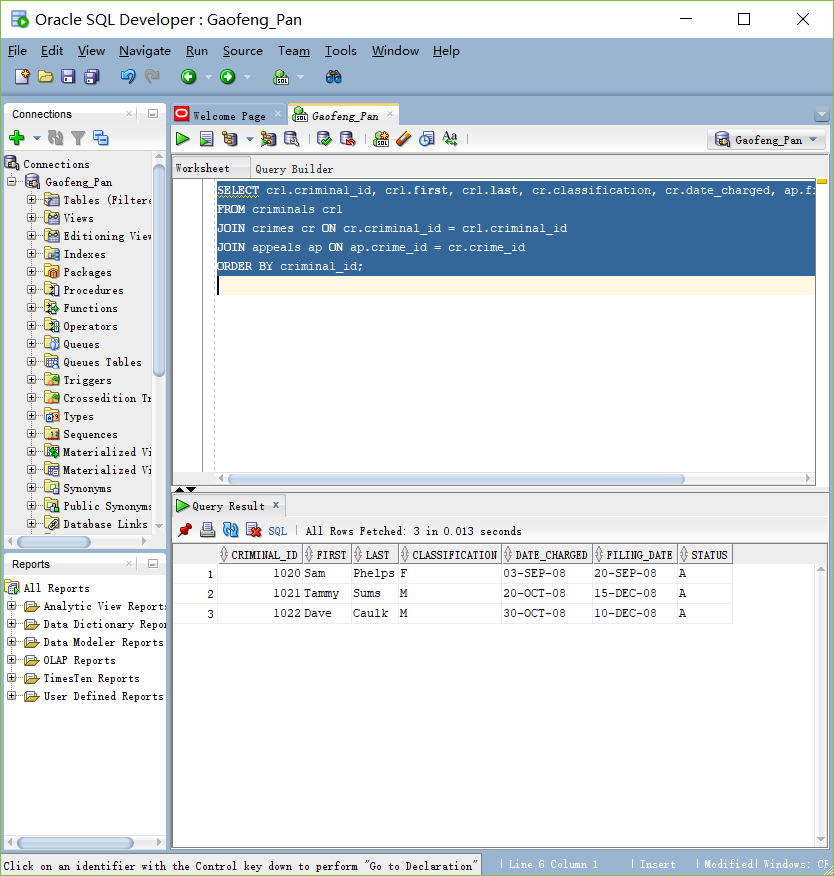 Oracle SQL Developer : Gaofeng_Pan
File Edit View Navigate Run Source Team Tools Window Help
Connections
Connections
Gaofeng_Pan
Tables (Filtere
Views
Editioning View
Indexes
Packages
Procedures
Functions
Operators
Queues
Queues Tables
Triggers
Crossedition Tr
Types
Sequences
Materialized Vi
Materialized Vi
Synonyms
Public Synonyms
Database Links
Reports
All Reports
Analytic View Reports
Data Dictionary Repor
Data Modeler Reports
OLAP Reports
TimesTen Reports
User Defined Reports
Welcome Page Gaofeng_Pan
Gaofeng_Pan
Worksheet Query Builder
SELECT crl.criminal_id, crl.first, crl.last, cr.classification, cr.date_charged, ap.fi
FROM criminals crl
JOIN crimes cr ON cr.criminal_id = crl.criminal_id
JOIN appeals ap ON ap.crime_id = cr.crime_id
ORDER BY criminal_id;
Query Result
SQL | All Rows Fetched: 3 in 0.013 seconds
CRIMINAL_ID FIRST LAST CLASSIFICATION DATE_CHARGED FILING_DATE STATUS
1 1020 Sam Phelps F 03-SEP-08 20-SEP-08 A
2 1021 Tammy Sums M 20-OCT-08 15-DEC-08 A
3 1022 Dave Caulk M 30-OCT-08 10-DEC-08 A
Click on an identifier with the Control key down to perform "Go to Declaration" | Line 6 Column 1 | Insert | Modified| Windows: CR